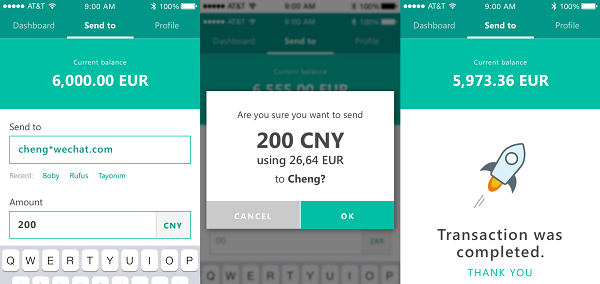 AT&T 9:00 AM 100%
Dashboard Send to Profile
Current balance
6,000.00 EUR
Send to
cheng*wechat.com
Recent: Boby Rufus Tayonim
Amount
200 CNY
Q W E R T Y U I O P
AT&T 9:00 AM 100%
Dashboard Send to Profile
Current balance
6,555.00 EUR
Are you sure you want to send
200 CNY
using 26,64 EUR
to Cheng?
CANCEL OK
00 ZAR
Q W E R T Y U I O P
AT&T 9:00 AM 100%
Dashboard Send to Profile
Current balance
5,973.36 EUR
Transaction was
completed.
THANK YOU